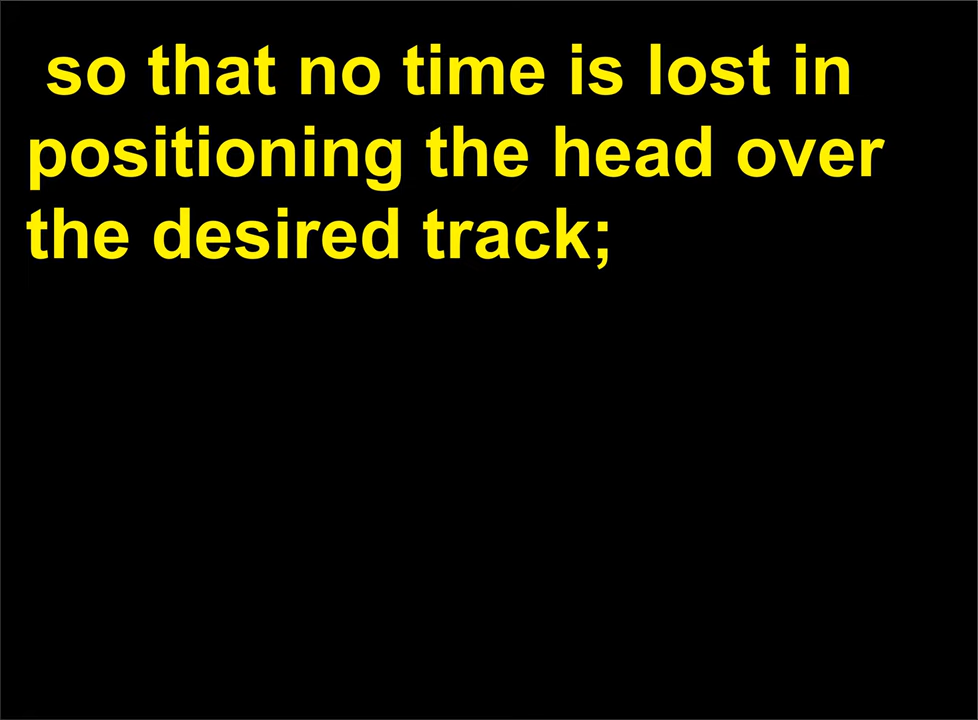 so that no time is lost in
positioning the head over
the desired track;